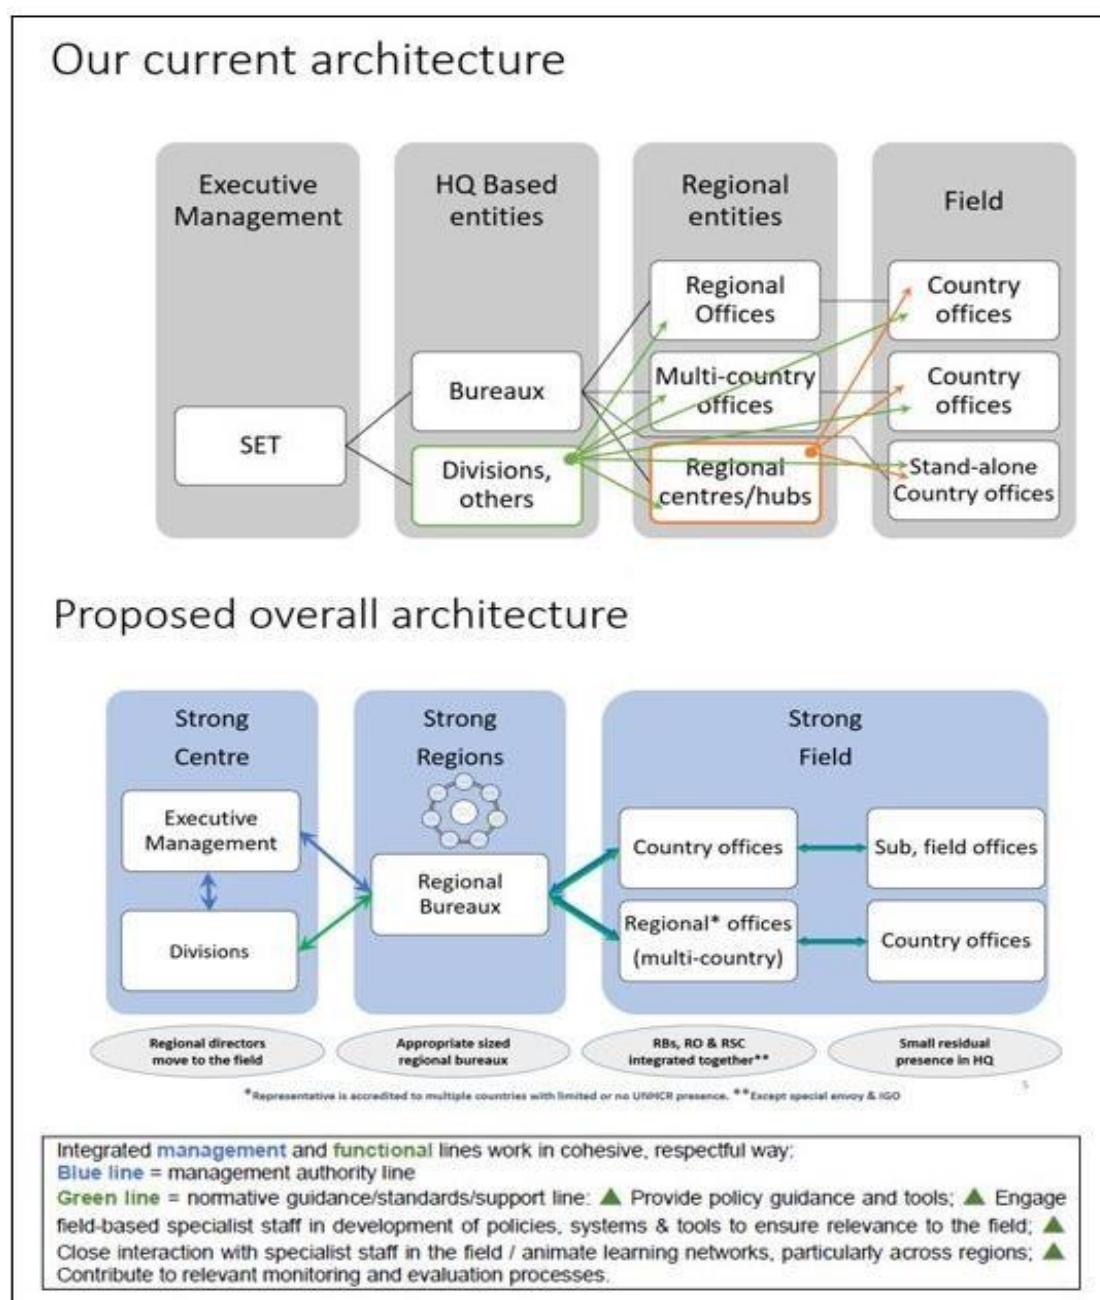 Our current architecture
Executive
Management
HQ Based
entities
Regional
entities
Field
SET
Bureaux
Divisions,
others
Regional
Offices
Multi-country
offices
Regional
centres/hubs
Country
offices
Country
offices
Stand-alone
Country offices
Proposed overall architecture
Strong
Centre
Executive
Management
Divisions
Strong
Regions
Regional
Bureaux
Strong
Field
Country offices
Sub, field offices
Regional* offices
(multi-country)
Country offices
Regional directors
move to the field
Appropriate sized
regional bureaux
RBs, RO & RSC
integrated together**
Small residual
presence in HQ
*Representative is accredited to multiple countries with limited or no UNHCR presence. **Except special envoy & IGO
5
Integrated management and functional lines work in cohesive, respectful way:
Blue line = management authority line
Green line = normative guidance/standards/support line: ▲ Provide policy guidance and tools; ▲ Engage
field-based specialist staff in development of policies, systems & tools to ensure relevance to the field; ▲
Close interaction with specialist staff in the field / animate learning networks, particularly across regions; ▲
Contribute to relevant monitoring and evaluation processes.